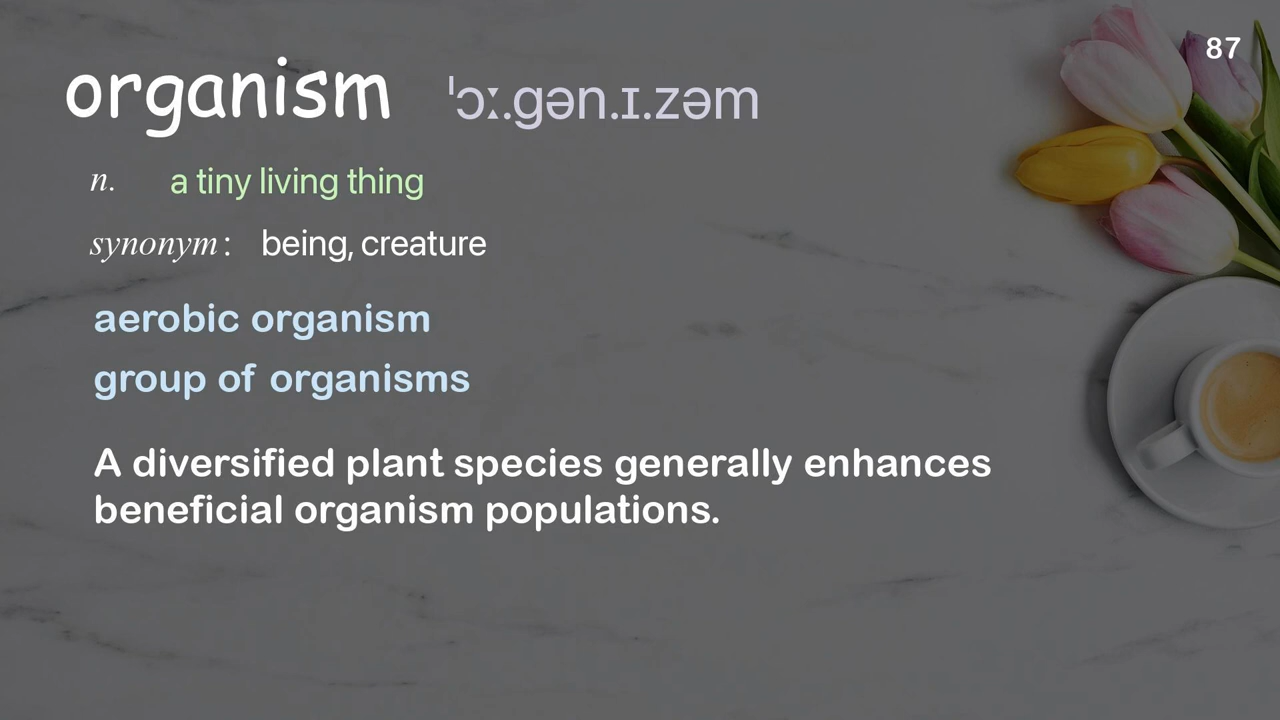 87
organism ˈɔː.gən.ɪ.zəm
n. a tiny living thing
synonym: being, creature
aerobic organism
group of organisms
A diversified plant species generally enhances
beneficial organism populations.